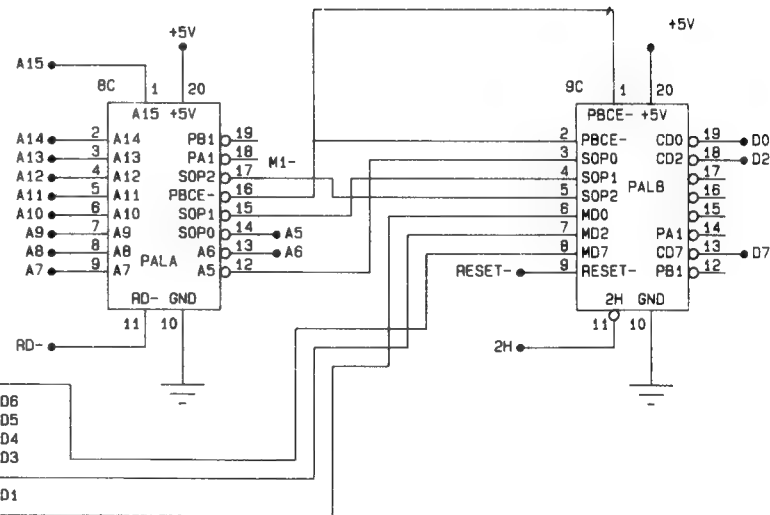 +5V +5V
A15
8C 1 20 9C 1 20
A15 +5V PBCE- +5V
A14 2 A14 PB1 19 2 PBCE- CD0 19 D0
A13 3 A13 PA1 18 M1- 3 SOP0 CD2 18 D2
A12 4 A12 SOP2 17 4 SOP1 17
A11 5 A11 PBCE- 16 5 SOP2 PALB 16
A10 6 A10 SOP1 15 6 MD0 15
A9 7 A9 SOP0 14 A5 7 MD2 PA1 14
A8 8 A8 A6 13 A6 8 MD7 CD7 13 D7
A7 9 A7 PALA A5 12 RESET- 9 RESET- PB1 12
RD- GND 2H GND
11 10 11 10
RD- 2H
D6
D5
D4
D3
D1